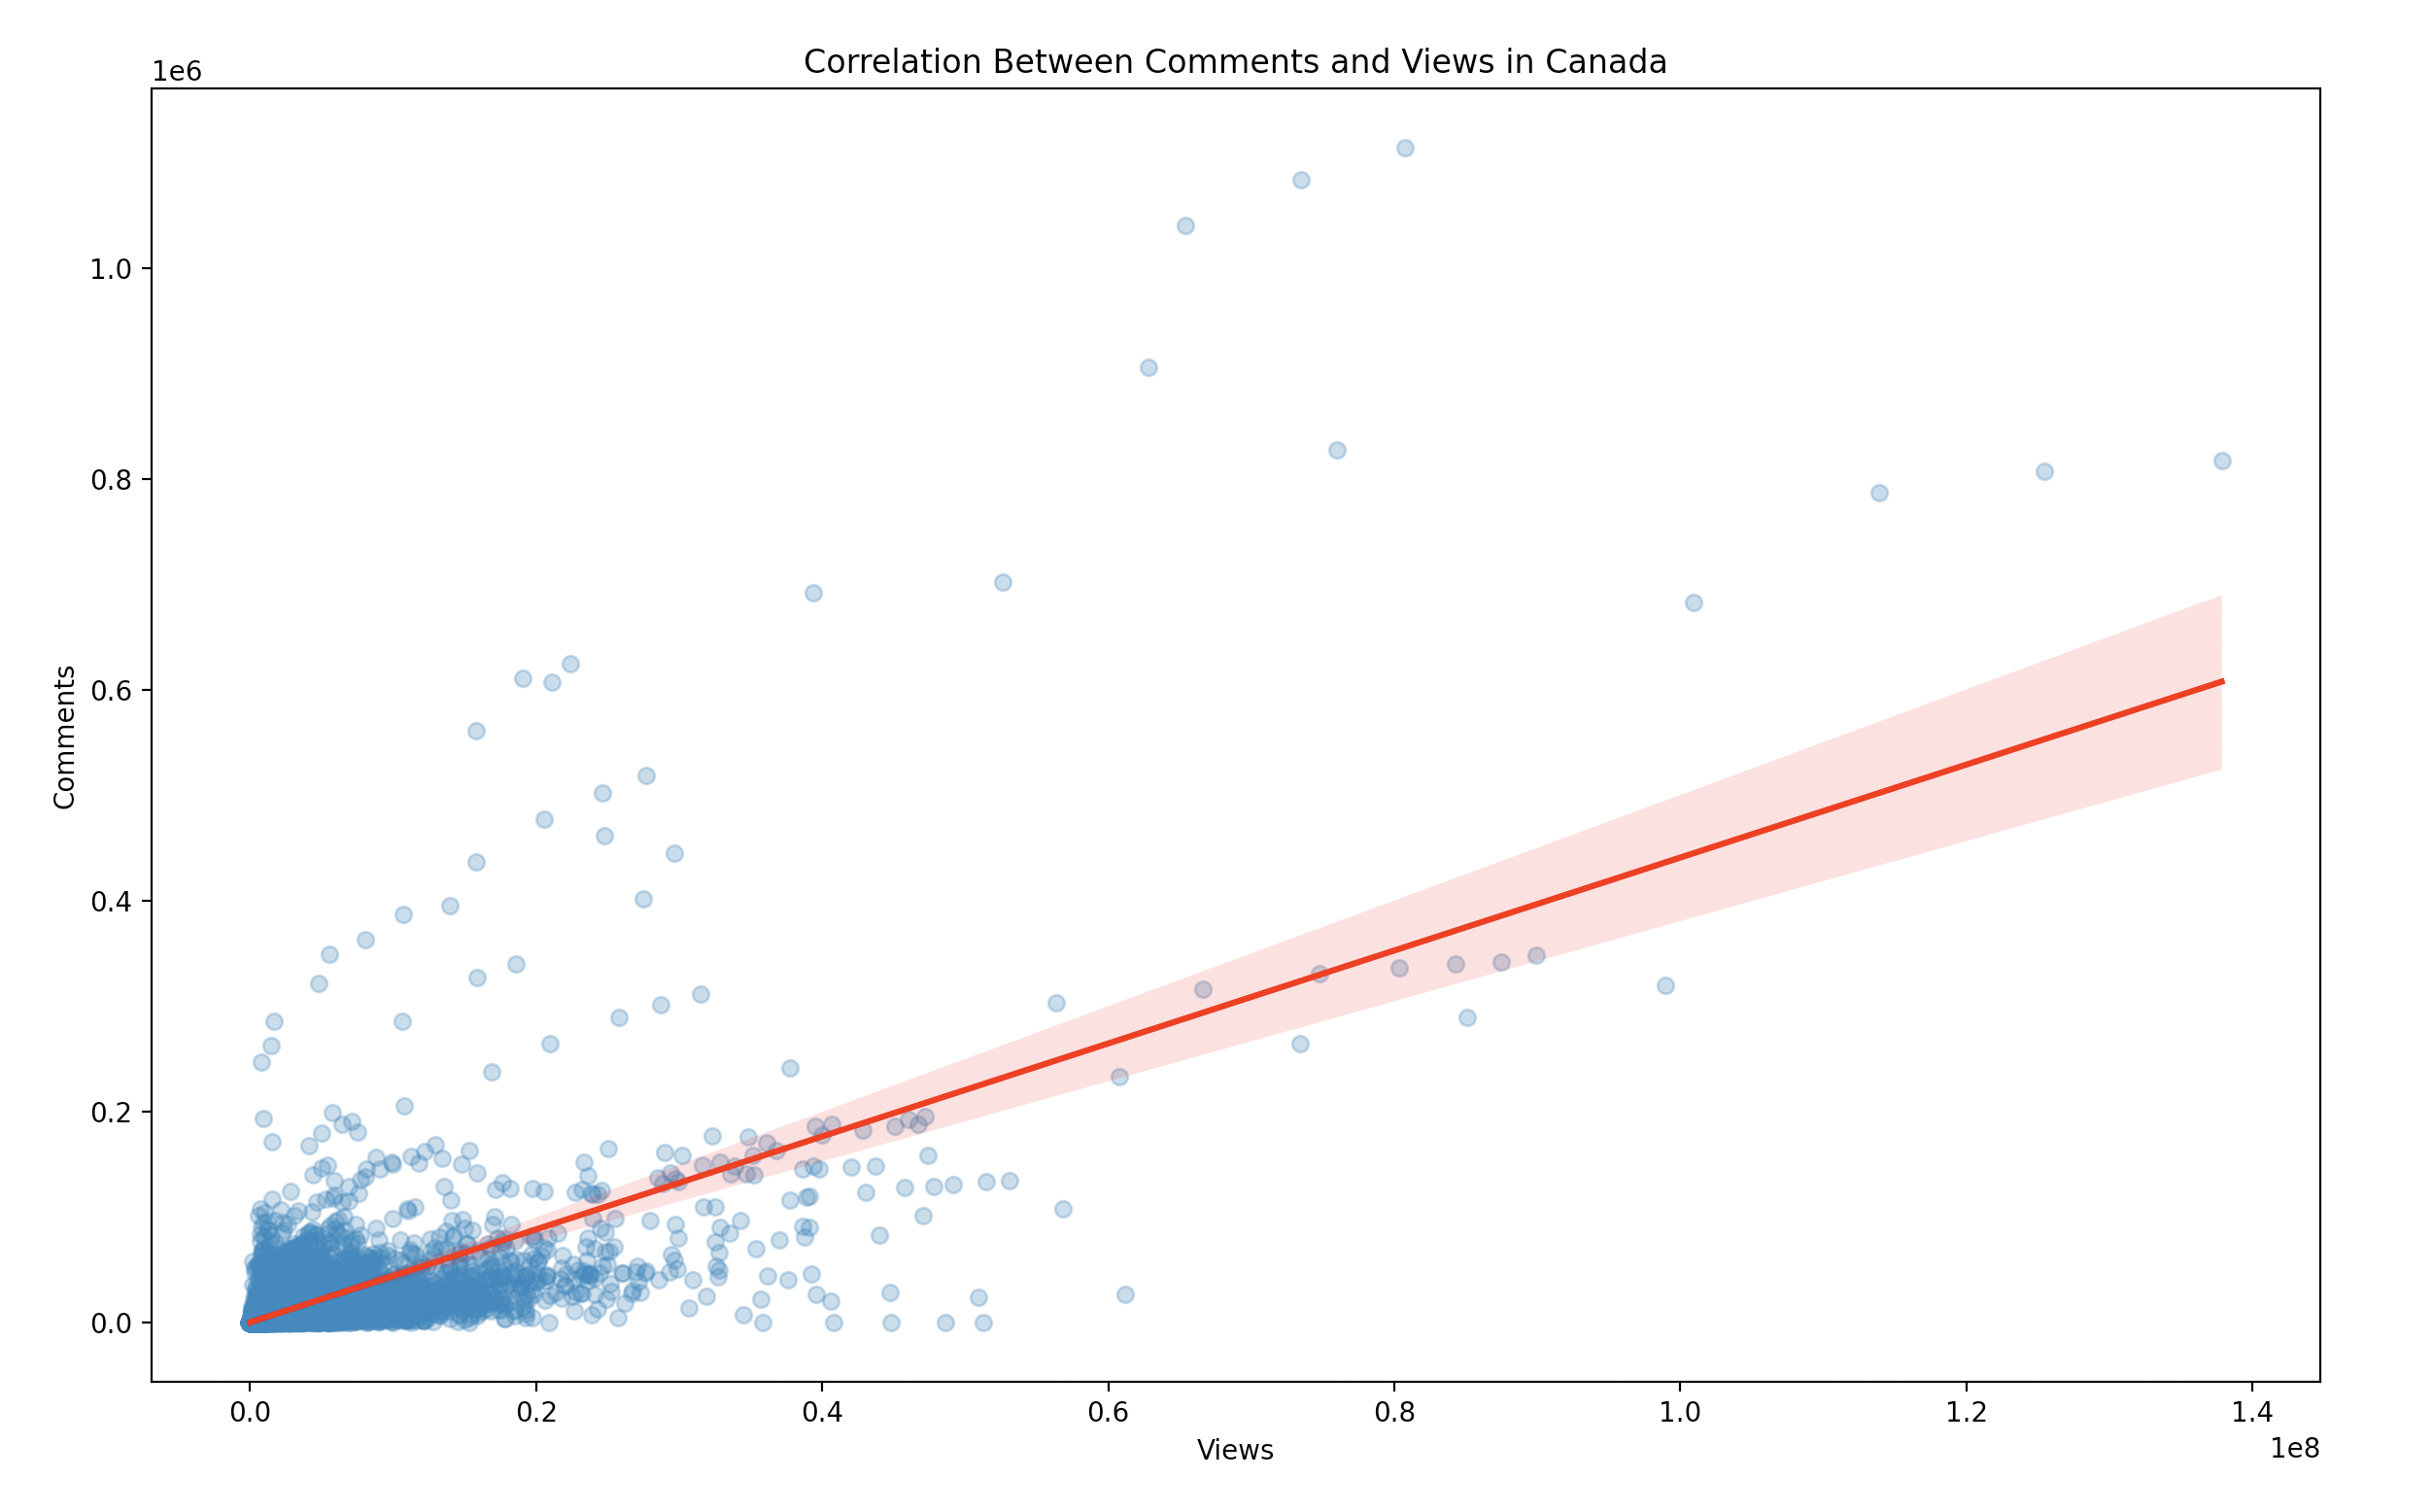 Correlation Between Comments and Views in Canada
1e6
1.0
0.8
0.6
0.4
0.2
0.0
Comments
0.0 0.2 0.4 0.6 0.8 1.0 1.2 1.4
Views
1e8